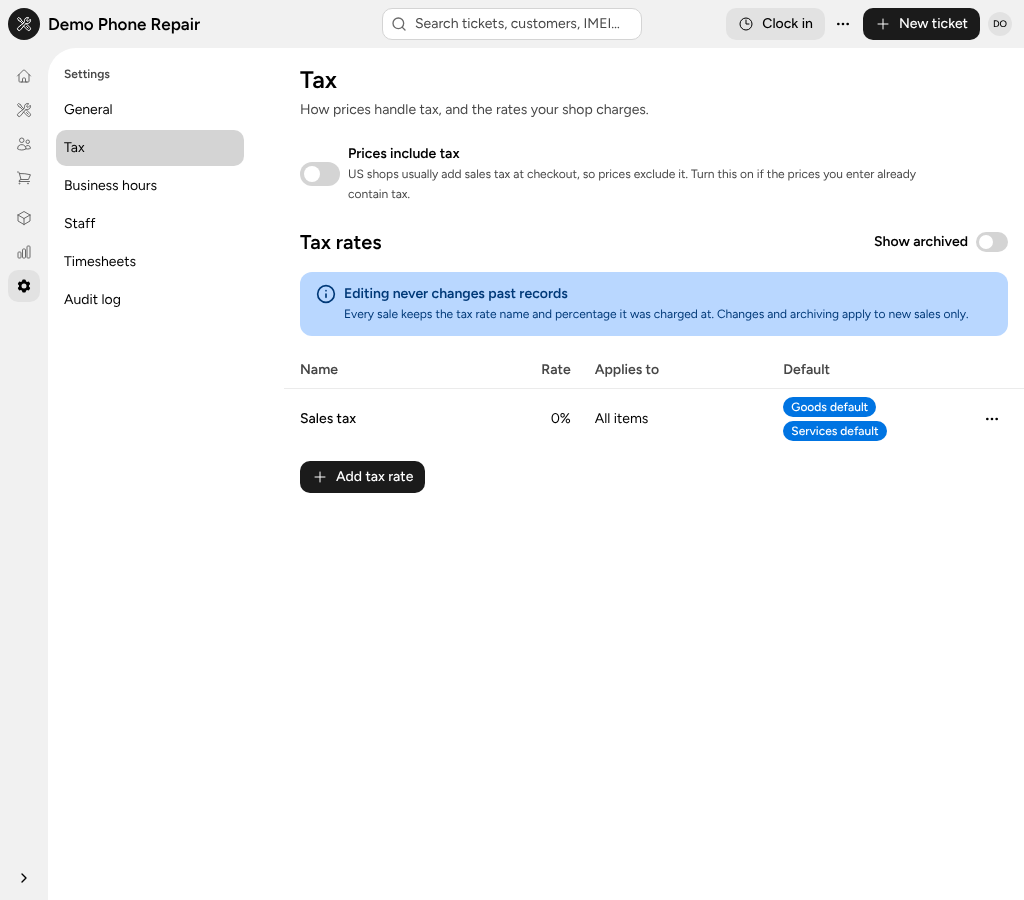 Demo Phone Repair
Search tickets, customers, IMEI...
Clock in
New ticket
DO
Settings
General
Tax
Business hours
Staff
Timesheets
Audit log
Tax
How prices handle tax, and the rates your shop charges.
Prices include tax
US shops usually add sales tax at checkout, so prices exclude it. Turn this on if the prices you enter already
contain tax.
Tax rates
Show archived
Editing never changes past records
Every sale keeps the tax rate name and percentage it was charged at. Changes and archiving apply to new sales only.
Name Rate Applies to Default
Sales tax 0% All items
Goods default
Services default
Add tax rate